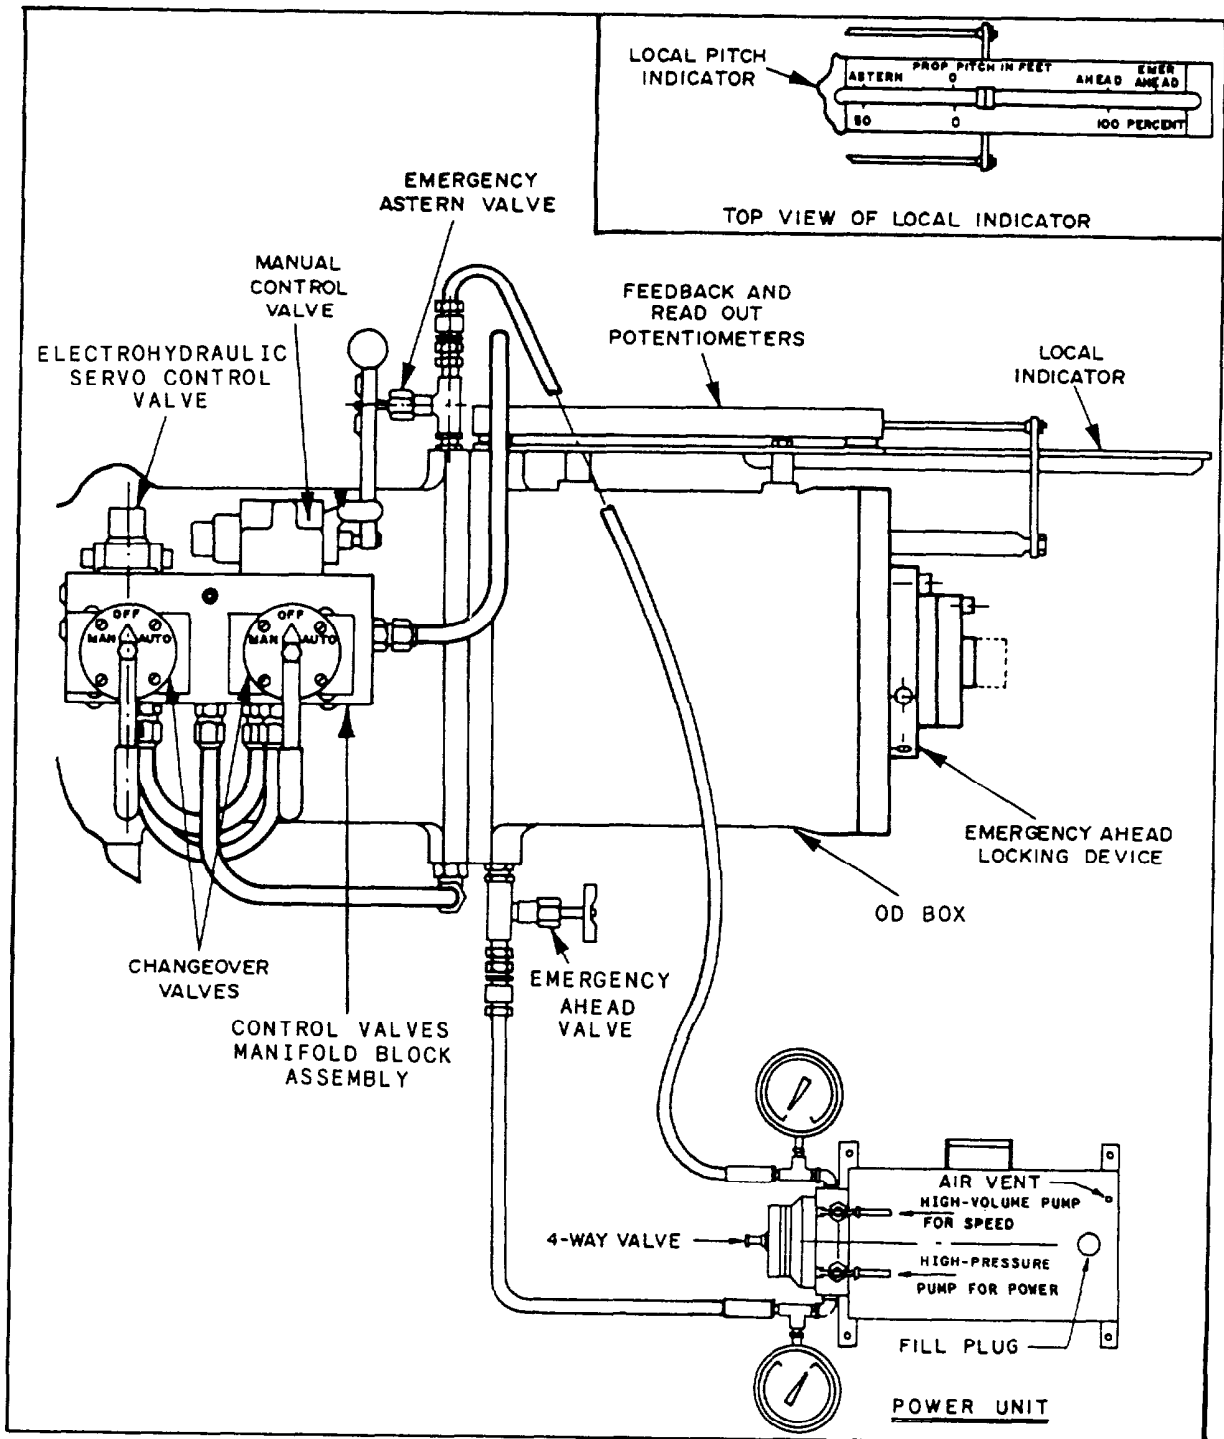 LOCAL PITCH
INDICATOR
PROP PITCH IN FEET
EMER
ASTERN
0
AHEAD
AHEAD
50
0
100 PERCENT
TOP VIEW OF LOCAL INDICATOR
EMERGENCY
ASTERN VALVE
MANUAL
CONTROL
VALVE
FEEDBACK AND
READ OUT
POTENTIOMETERS
ELECTROHYDRAULIC
SERVO CONTROL
VALVE
LOCAL
INDICATOR
OFF
MAN
AUTO
OFF
MAN
AUTO
EMERGENCY AHEAD
LOCKING DEVICE
OD BOX
CHANGEOVER
VALVES
EMERGENCY
AHEAD
VALVE
CONTROL VALVES
MANIFOLD BLOCK
ASSEMBLY
AIR VENT
HIGH-VOLUME PUMP
FOR SPEED
4-WAY VALVE
HIGH-PRESSURE
PUMP FOR POWER
FILL PLUG
POWER UNIT